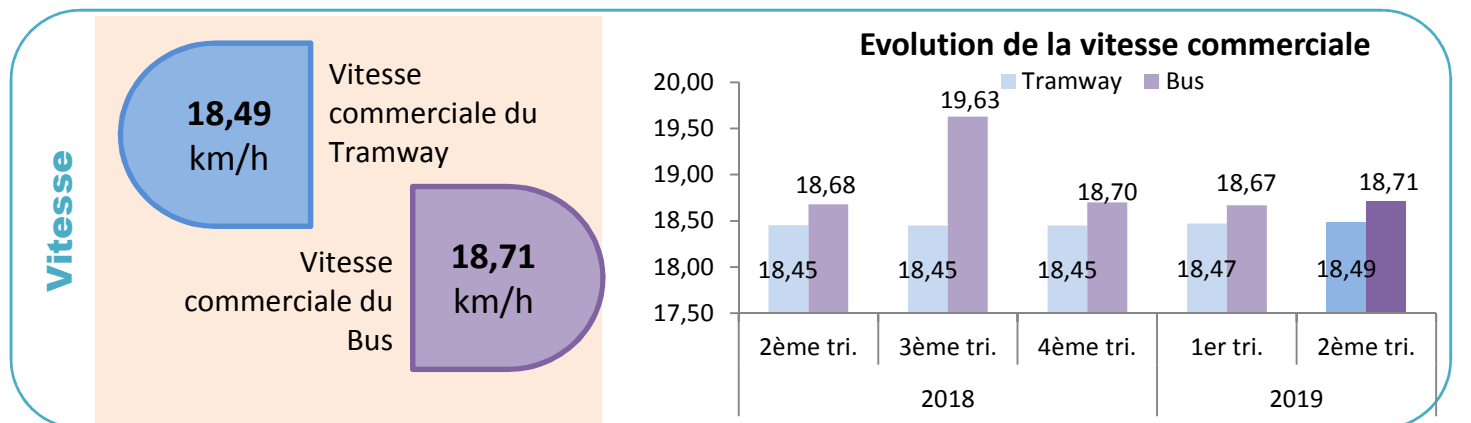 Vitesse
18,49
km/h
Vitesse
commerciale du
Tramway
Vitesse
commerciale du
Bus
18,71
km/h
Evolution de la vitesse commerciale
Tramway Bus
20,00
19,50
19,00
18,50
18,00
17,50
18,68
19,63
18,70
18,67
18,71
18,45
18,45
18,45
18,47
18,49
2ème tri. 3ème tri. 4ème tri. 1er tri. 2ème tri.
2018 2019